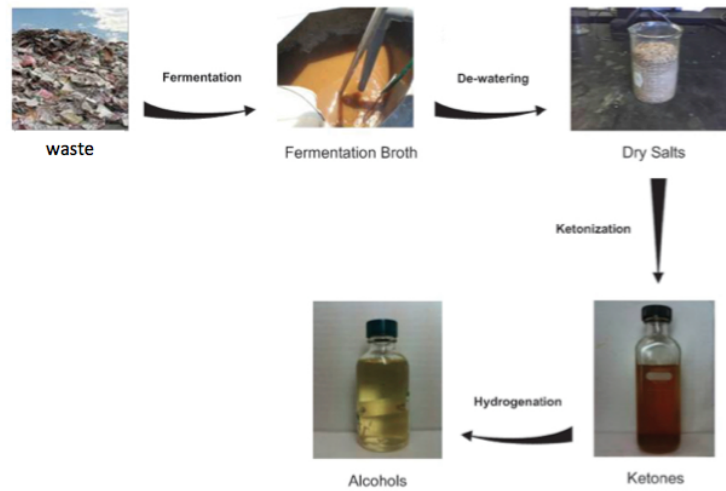 Fermentation
De-watering
waste
Fermentation Broth
Dry Salts
Ketonization
Hydrogenation
Alcohols
Ketones